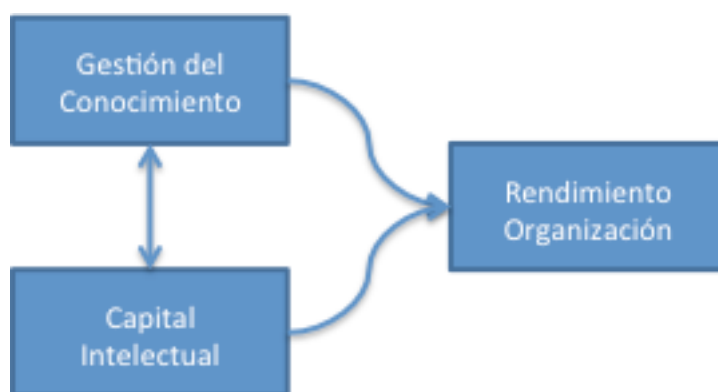 Gestión del
Conocimiento
Rendimiento
Organización
Capital
Intelectual